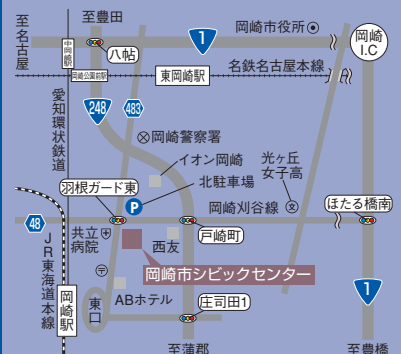 至豊田
至名古屋
岡崎市役所
1
岡崎
I.C
中岡崎駅
八帖
岡崎公園前駅
東岡崎駅
名鉄名古屋本線
愛知環状鉄道
248
483
岡崎警察署
イオン岡崎
光ヶ丘
女子高
羽根ガード東
北駐車場
P
岡崎刈谷線
ほたる橋南
48
共立
病院
西友
戸崎町
岡崎市シビックセンター
JR東海道本線
岡崎駅
東口
ABホテル
庄司田1
1
至蒲郡
至豊橋